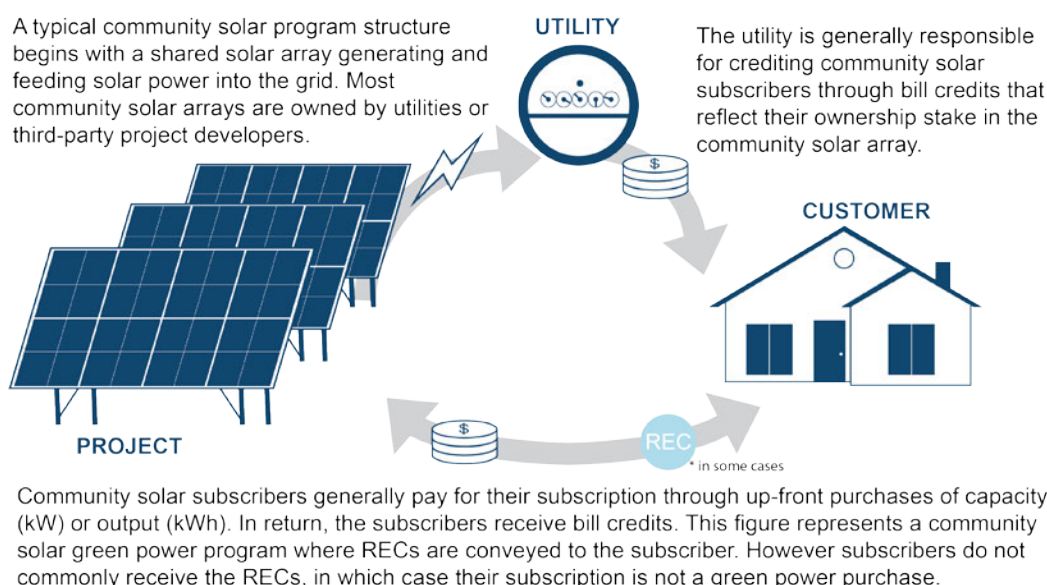 A typical community solar program structure
begins with a shared solar array generating and
feeding solar power into the grid. Most
community solar arrays are owned by utilities or
third-party project developers.
UTILITY
The utility is generally responsible
for crediting community solar
subscribers through bill credits that
reflect their ownership stake in the
community solar array.
$
CUSTOMER
PROJECT
$
REC
* in some cases
Community solar subscribers generally pay for their subscription through up-front purchases of capacity
(kW) or output (kWh). In return, the subscribers receive bill credits. This figure represents a community
solar green power program where RECs are conveyed to the subscriber. However subscribers do not
commonly receive the RECs, in which case their subscription is not a green power purchase.